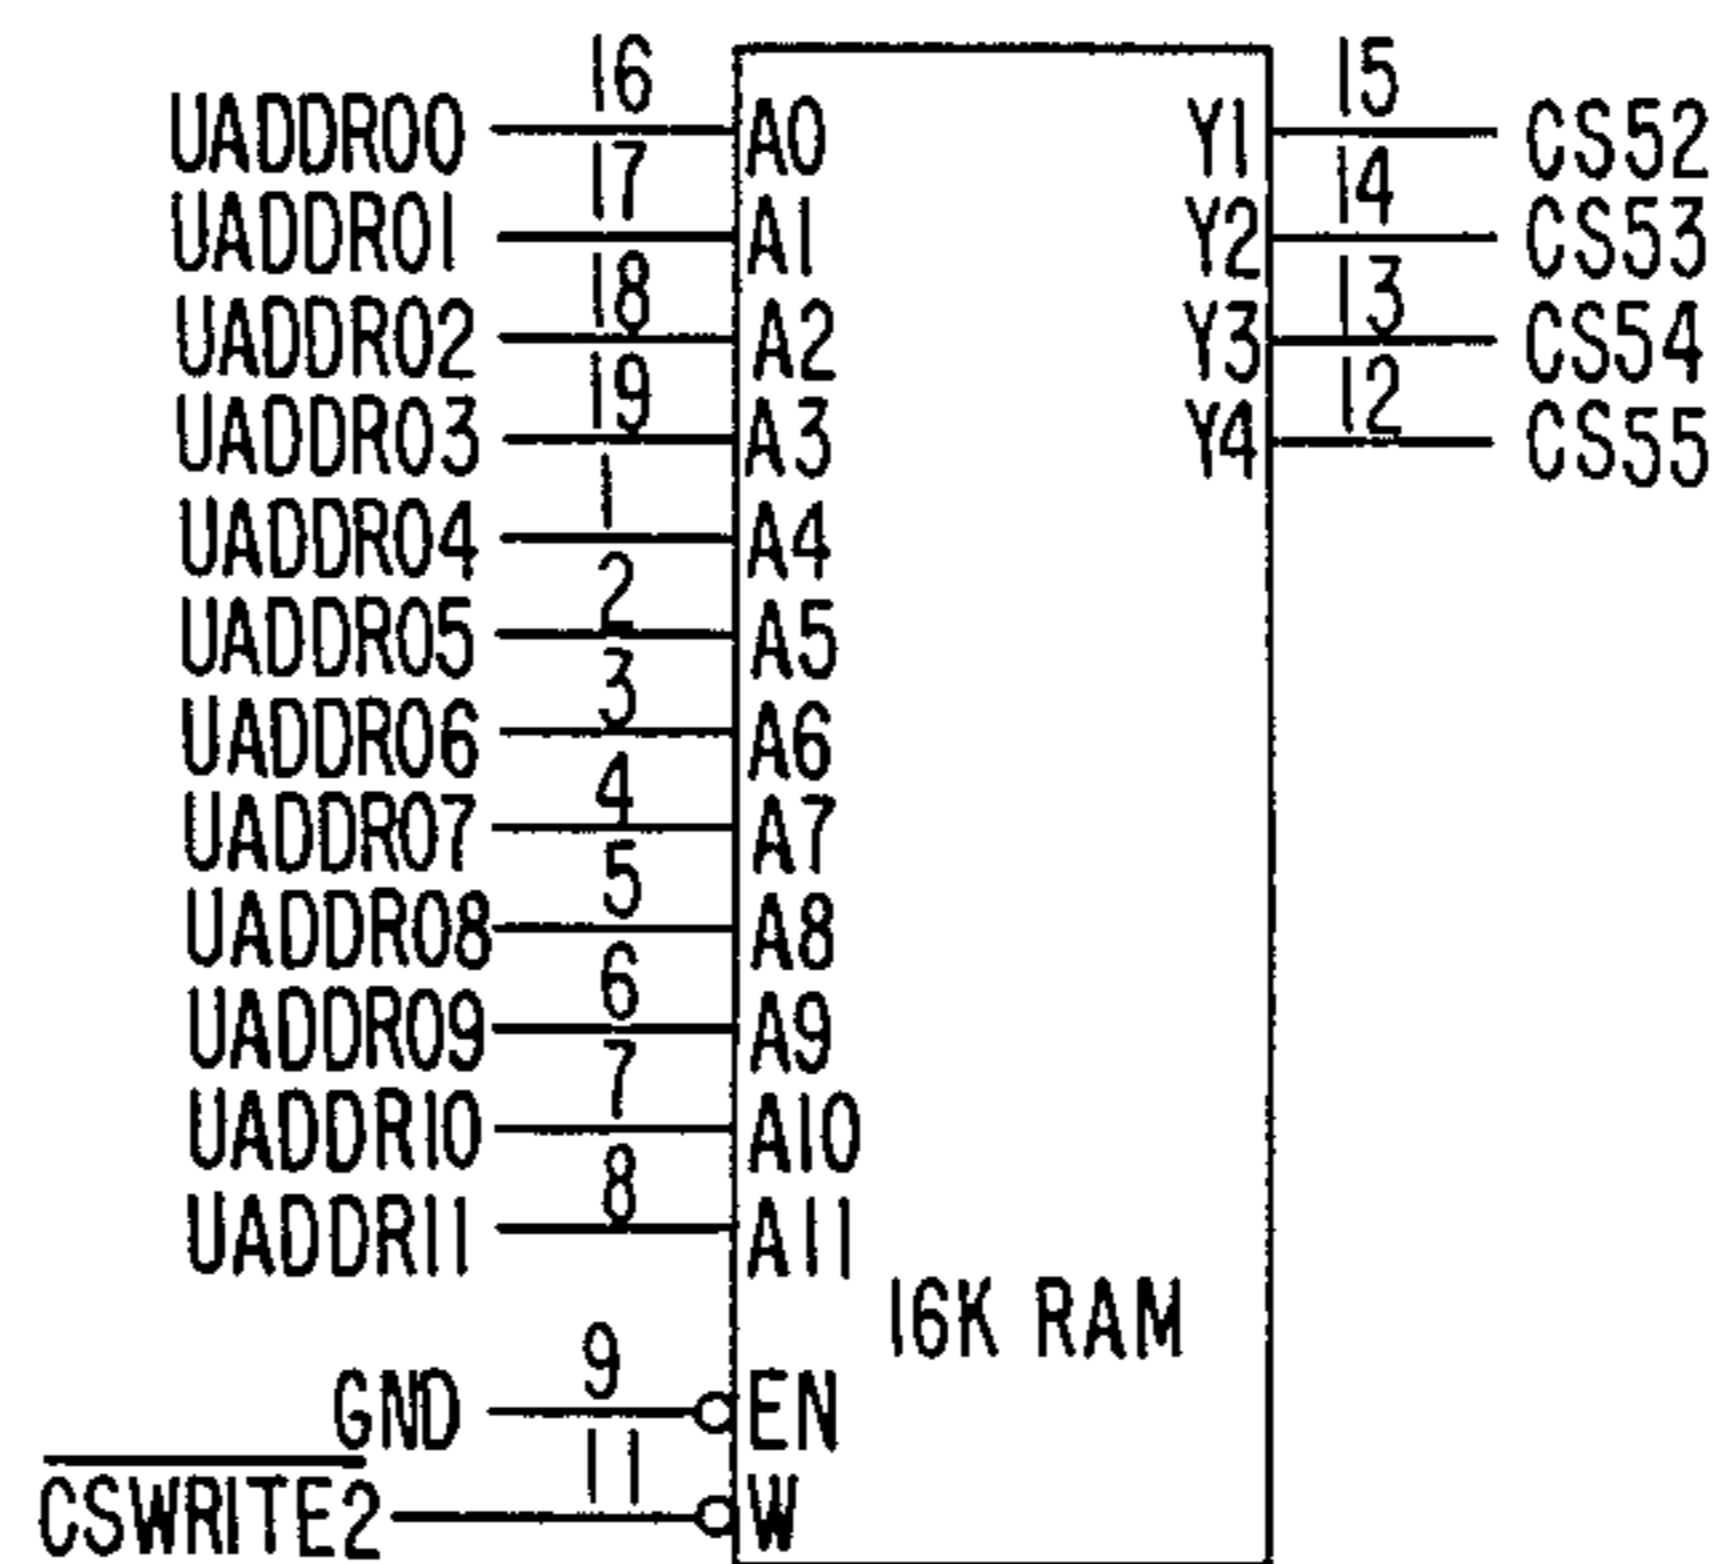 UADDR00 16 A0 Y1 15 CS52
UADDR01 17 A1 Y2 14 CS53
UADDR02 18 A2 Y3 13 CS54
UADDR03 19 A3 Y4 12 CS55
UADDR04 1 A4
UADDR05 2 A5
UADDR06 3 A6
UADDR07 4 A7
UADDR08 5 A8
UADDR09 6 A9
UADDR10 7 A10
UADDR11 8 A11
16K RAM
GND 9 EN
CSWRITE2 11 W